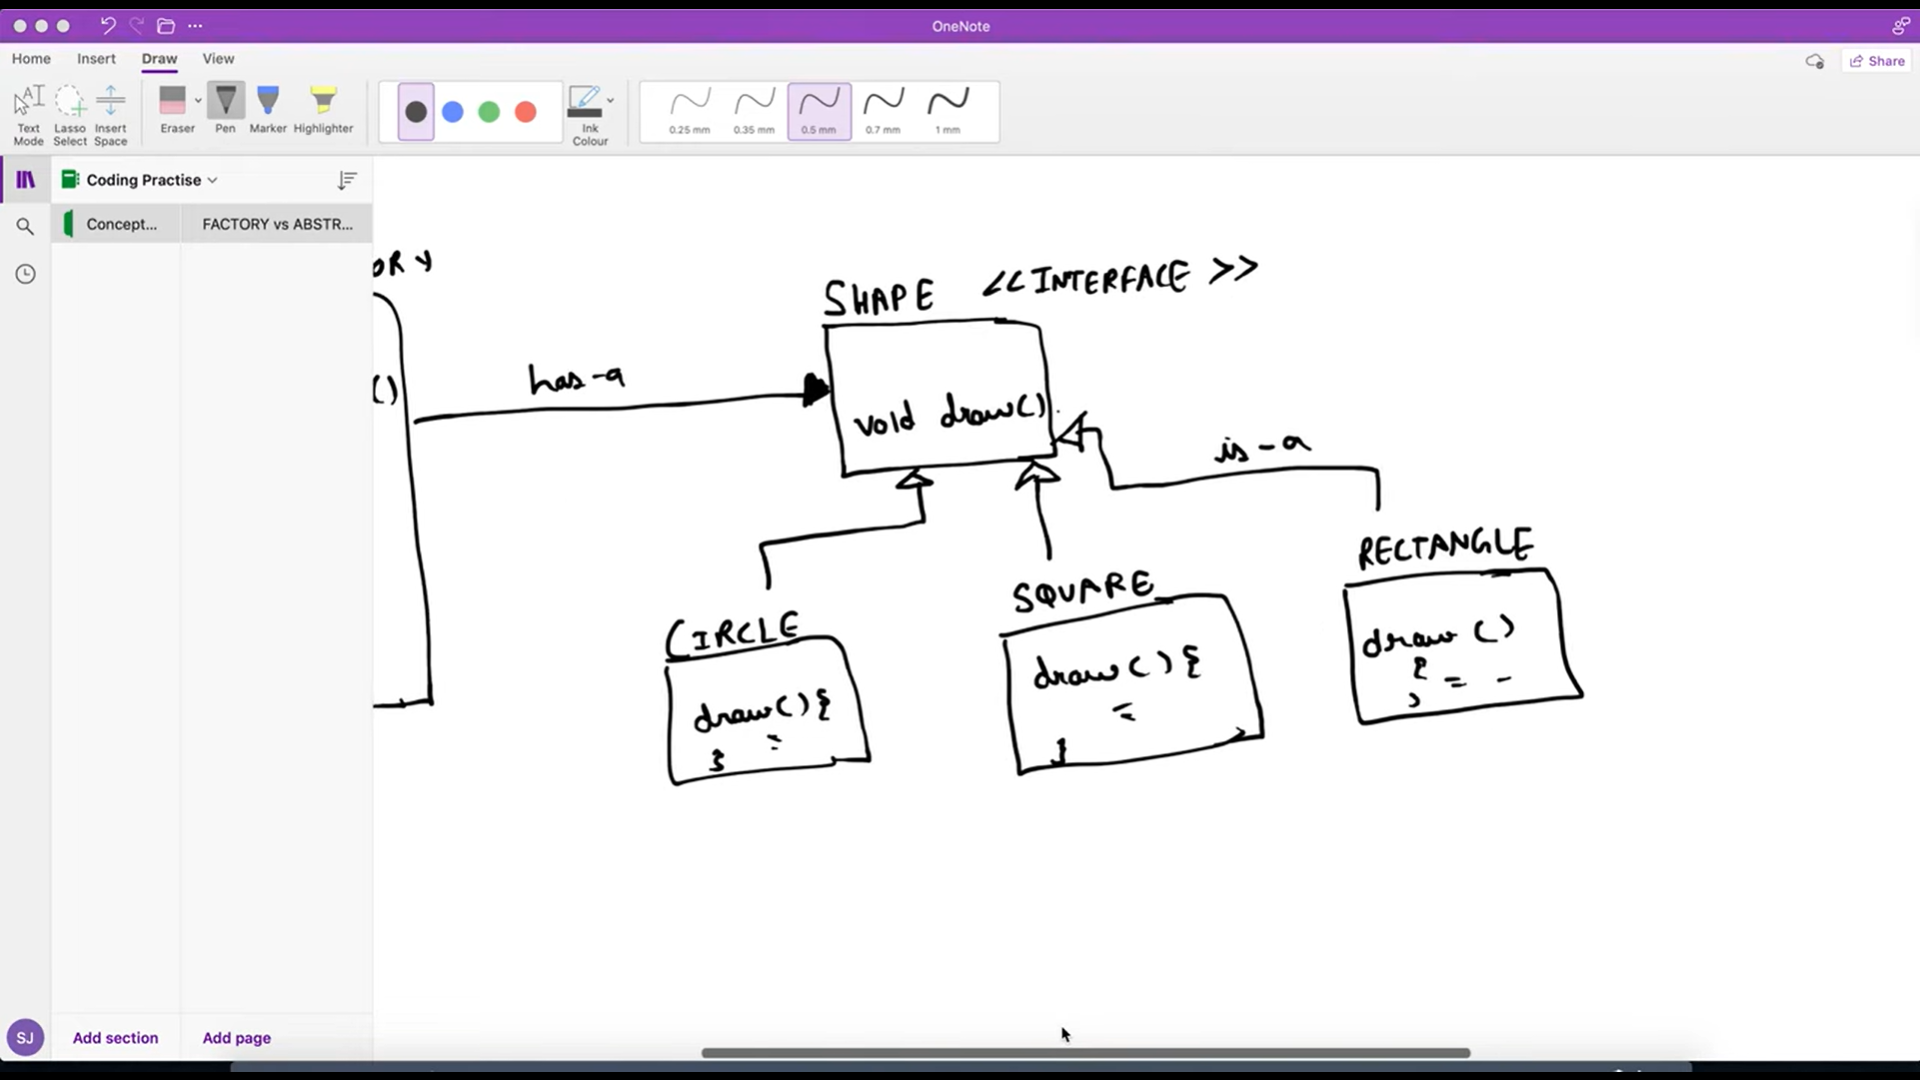 OneNote
Home Insert Draw View
Share
Text Mode
Lasso Select
Insert Space
Eraser
Pen
Marker
Highlighter
Ink Colour
0.25 mm
0.35 mm
0.5 mm
0.7 mm
1 mm
Coding Practise
Concept...
FACTORY vs ABSTR...
ORY
SHAPE <<INTERFACE>>
has-a
()
void draw()
is-a
RECTANGLE
SQUARE
CIRCLE
draw ()
{
}
draw() {
}
draw() {
}
SJ
Add section
Add page